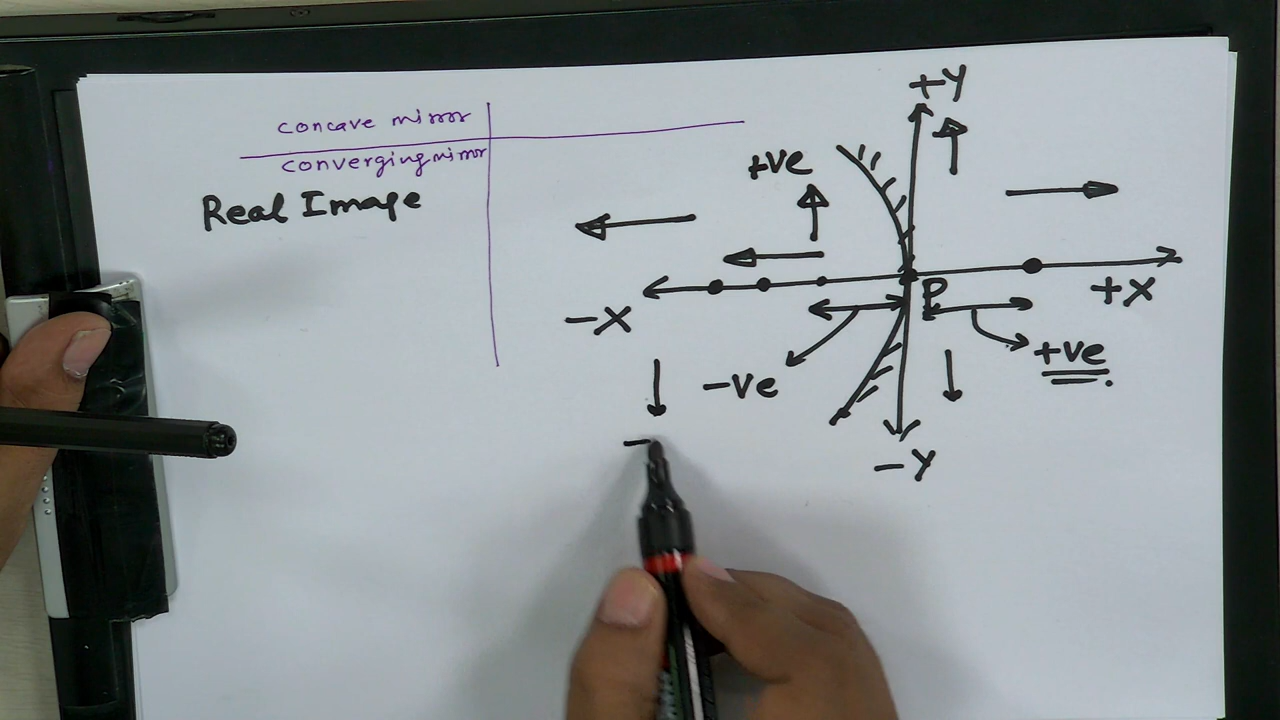 concave mirror
converging mirror
Real Image
+Y
+ve
-X
P
+X
+ve
-ve
-Y
-